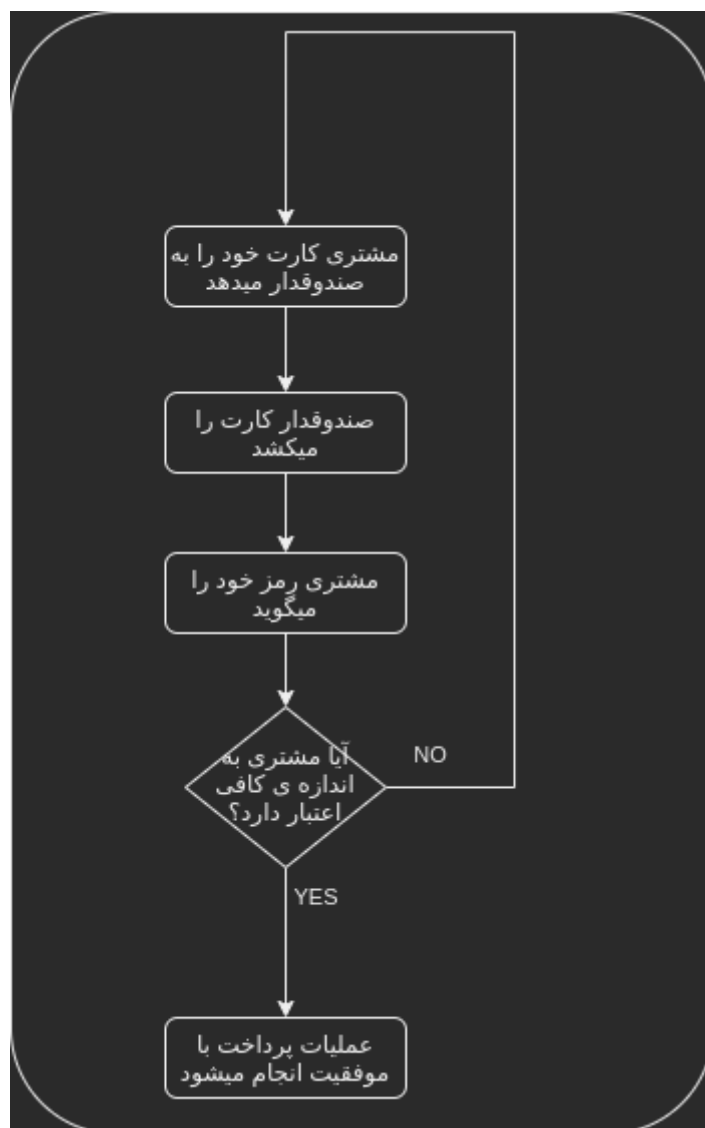 مشتری کارت خود را به
صندوقدار میدهد
صندوقدار کارت را
میکشد
مشتری رمز خود را
میگوید
آیا مشتری به
اندازه ی کافی
اعتبار دارد؟
NO
YES
عملیات پرداخت با
موفقیت انجام میشود